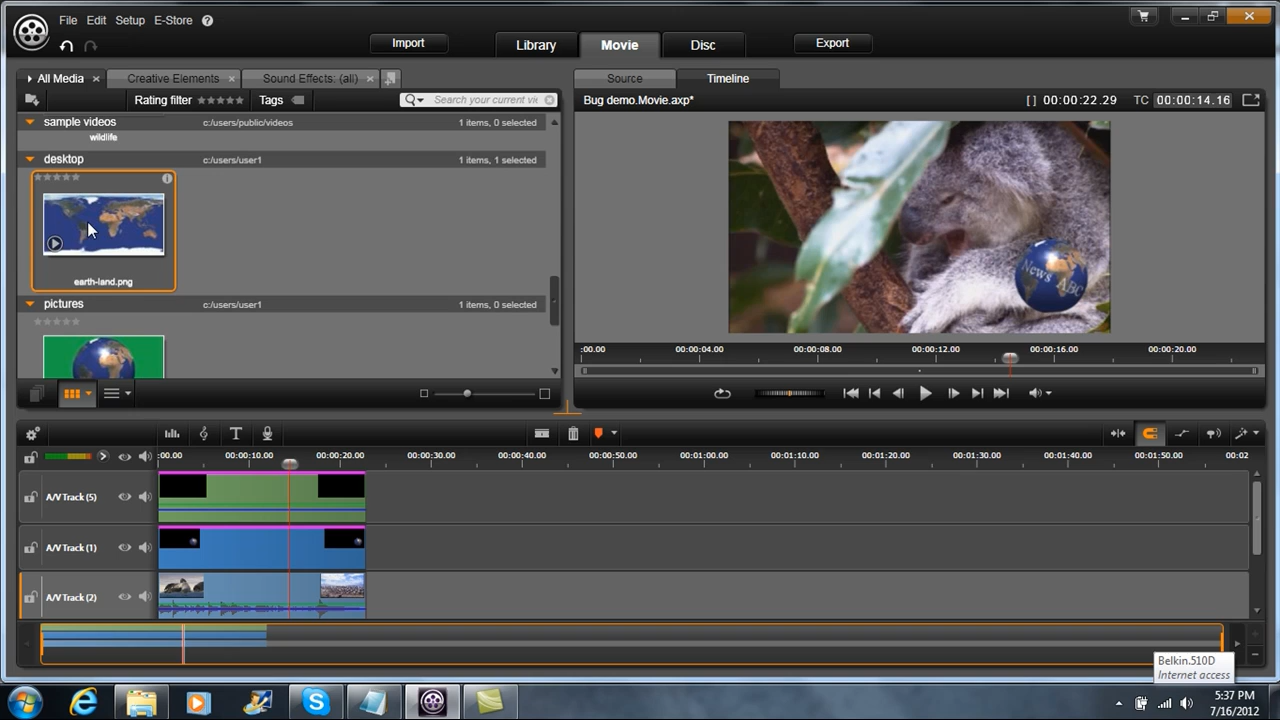 File Edit Setup E-Store ?
Import Library Movie Disc Export
All Media × Creative Elements × Sound Effects: (all) ×
Source Timeline
Rating filter Tags Search your current vi
Bug demo.Movie.axp* [ ] 00:00:22.29 TC 00:00:14.16
sample videos c:/users/public/videos 1 items, 0 selected
wildlife
desktop c:/users/user1 1 items, 1 selected
earth-land.png
News ABC
pictures c:/users/user1 1 items, 0 selected
:00.00 00:00:04.00 00:00:08.00 00:00:12.00 00:00:16.00 00:00:20.00
T
:00.00 00:00:10.00 00:00:20.00 00:00:30.00 00:00:40.00 00:00:50.00 00:01:00.00 00:01:10.00 00:01:20.00 00:01:30.00 00:01:40.00 00:01:50.00 00:02
A/V Track (5)
A/V Track (1)
A/V Track (2)
Belkin.510D
Internet access
5:37 PM
7/16/2012